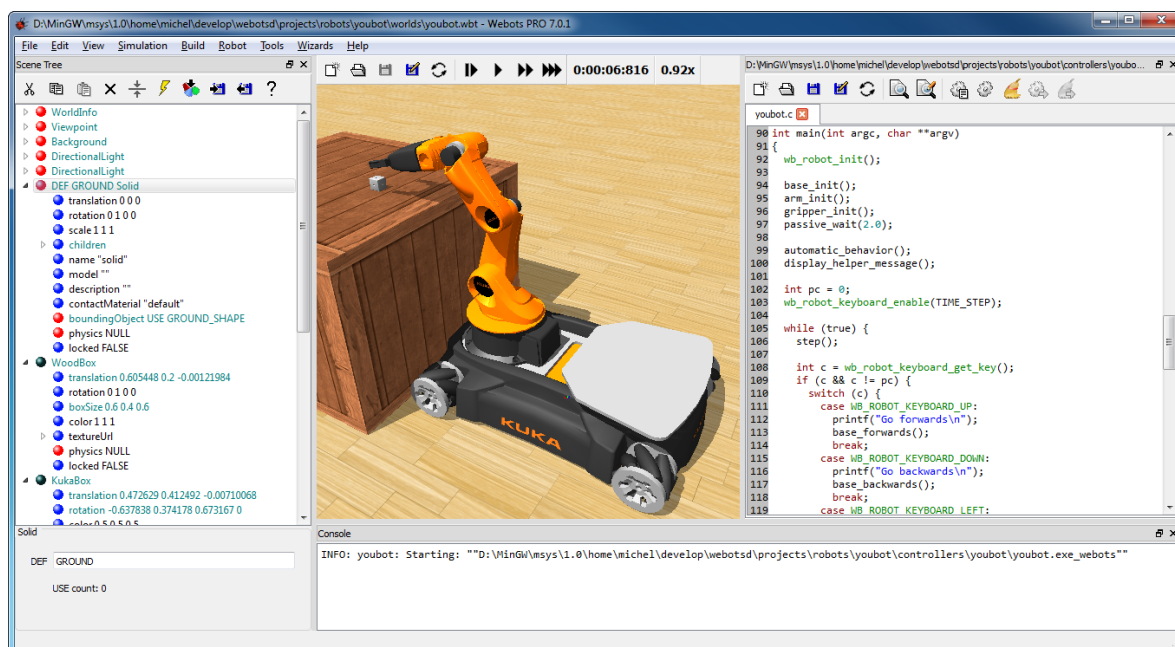 D:\MinGW\msys\1.0\home\michel\develop\webotsd\projects\robots\youbot\worlds\youbot.wbt - Webots PRO 7.0.1
File Edit View Simulation Build Robot Tools Wizards Help
Scene Tree
WorldInfo
Viewpoint
Background
DirectionalLight
DirectionalLight
DEF GROUND Solid
translation 0 0 0
rotation 0 1 0 0
scale 1 1 1
children
name "solid"
model ""
description ""
contactMaterial "default"
boundingObject USE GROUND_SHAPE
physics NULL
locked FALSE
WoodBox
translation 0.605448 0.2 -0.00121984
rotation 0 1 0 0
boxSize 0.6 0.4 0.6
color 1 1 1
textureUrl
physics NULL
locked FALSE
KukaBox
translation 0.472629 0.412492 -0.00710068
rotation -0.637838 0.374178 0.673167 0
color 0.5 0.5 0.5
Solid
DEF GROUND
USE count: 0
0:00:06:816 0.92x
KUKA
D:\MinGW\msys\1.0\home\michel\develop\webotsd\projects\robots\youbot\controllers\youbo...
youbot.c
90 int main(int argc, char **argv)
91 {
92 wb_robot_init();
93
94 base_init();
95 arm_init();
96 gripper_init();
97 passive_wait(2.0);
98
99 automatic_behavior();
100 display_helper_message();
101
102 int pc = 0;
103 wb_robot_keyboard_enable(TIME_STEP);
104
105 while (true) {
106 step();
107
108 int c = wb_robot_keyboard_get_key();
109 if (c && c != pc) {
110 switch (c) {
111 case WB_ROBOT_KEYBOARD_UP:
112 printf("Go forwards\n");
113 base_forwards();
114 break;
115 case WB_ROBOT_KEYBOARD_DOWN:
116 printf("Go backwards\n");
117 base_backwards();
118 break;
119 case WB_ROBOT_KEYBOARD_LEFT:
Console
INFO: youbot: Starting: ""D:\MinGW\msys\1.0\home\michel\develop\webotsd\projects\robots\youbot\controllers\youbot\youbot.exe_webots""